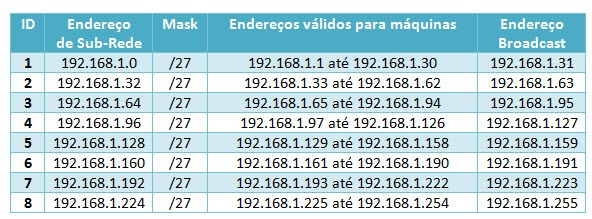 ID Endereço de Sub-Rede Mask Endereços válidos para máquinas Endereço Broadcast
1 192.168.1.0 /27 192.168.1.1 até 192.168.1.30 192.168.1.31
2 192.168.1.32 /27 192.168.1.33 até 192.168.1.62 192.168.1.63
3 192.168.1.64 /27 192.168.1.65 até 192.168.1.94 192.168.1.95
4 192.168.1.96 /27 192.168.1.97 até 192.168.1.126 192.168.1.127
5 192.168.1.128 /27 192.168.1.129 até 192.168.1.158 192.168.1.159
6 192.168.1.160 /27 192.168.1.161 até 192.168.1.190 192.168.1.191
7 192.168.1.192 /27 192.168.1.193 até 192.168.1.222 192.168.1.223
8 192.168.1.224 /27 192.168.1.225 até 192.168.1.254 192.168.1.255